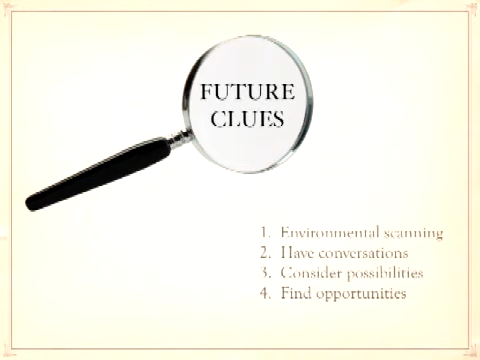 FUTURE
CLUES
1. Environmental scanning
2. Have conversations
3. Consider possibilities
4. Find opportunities